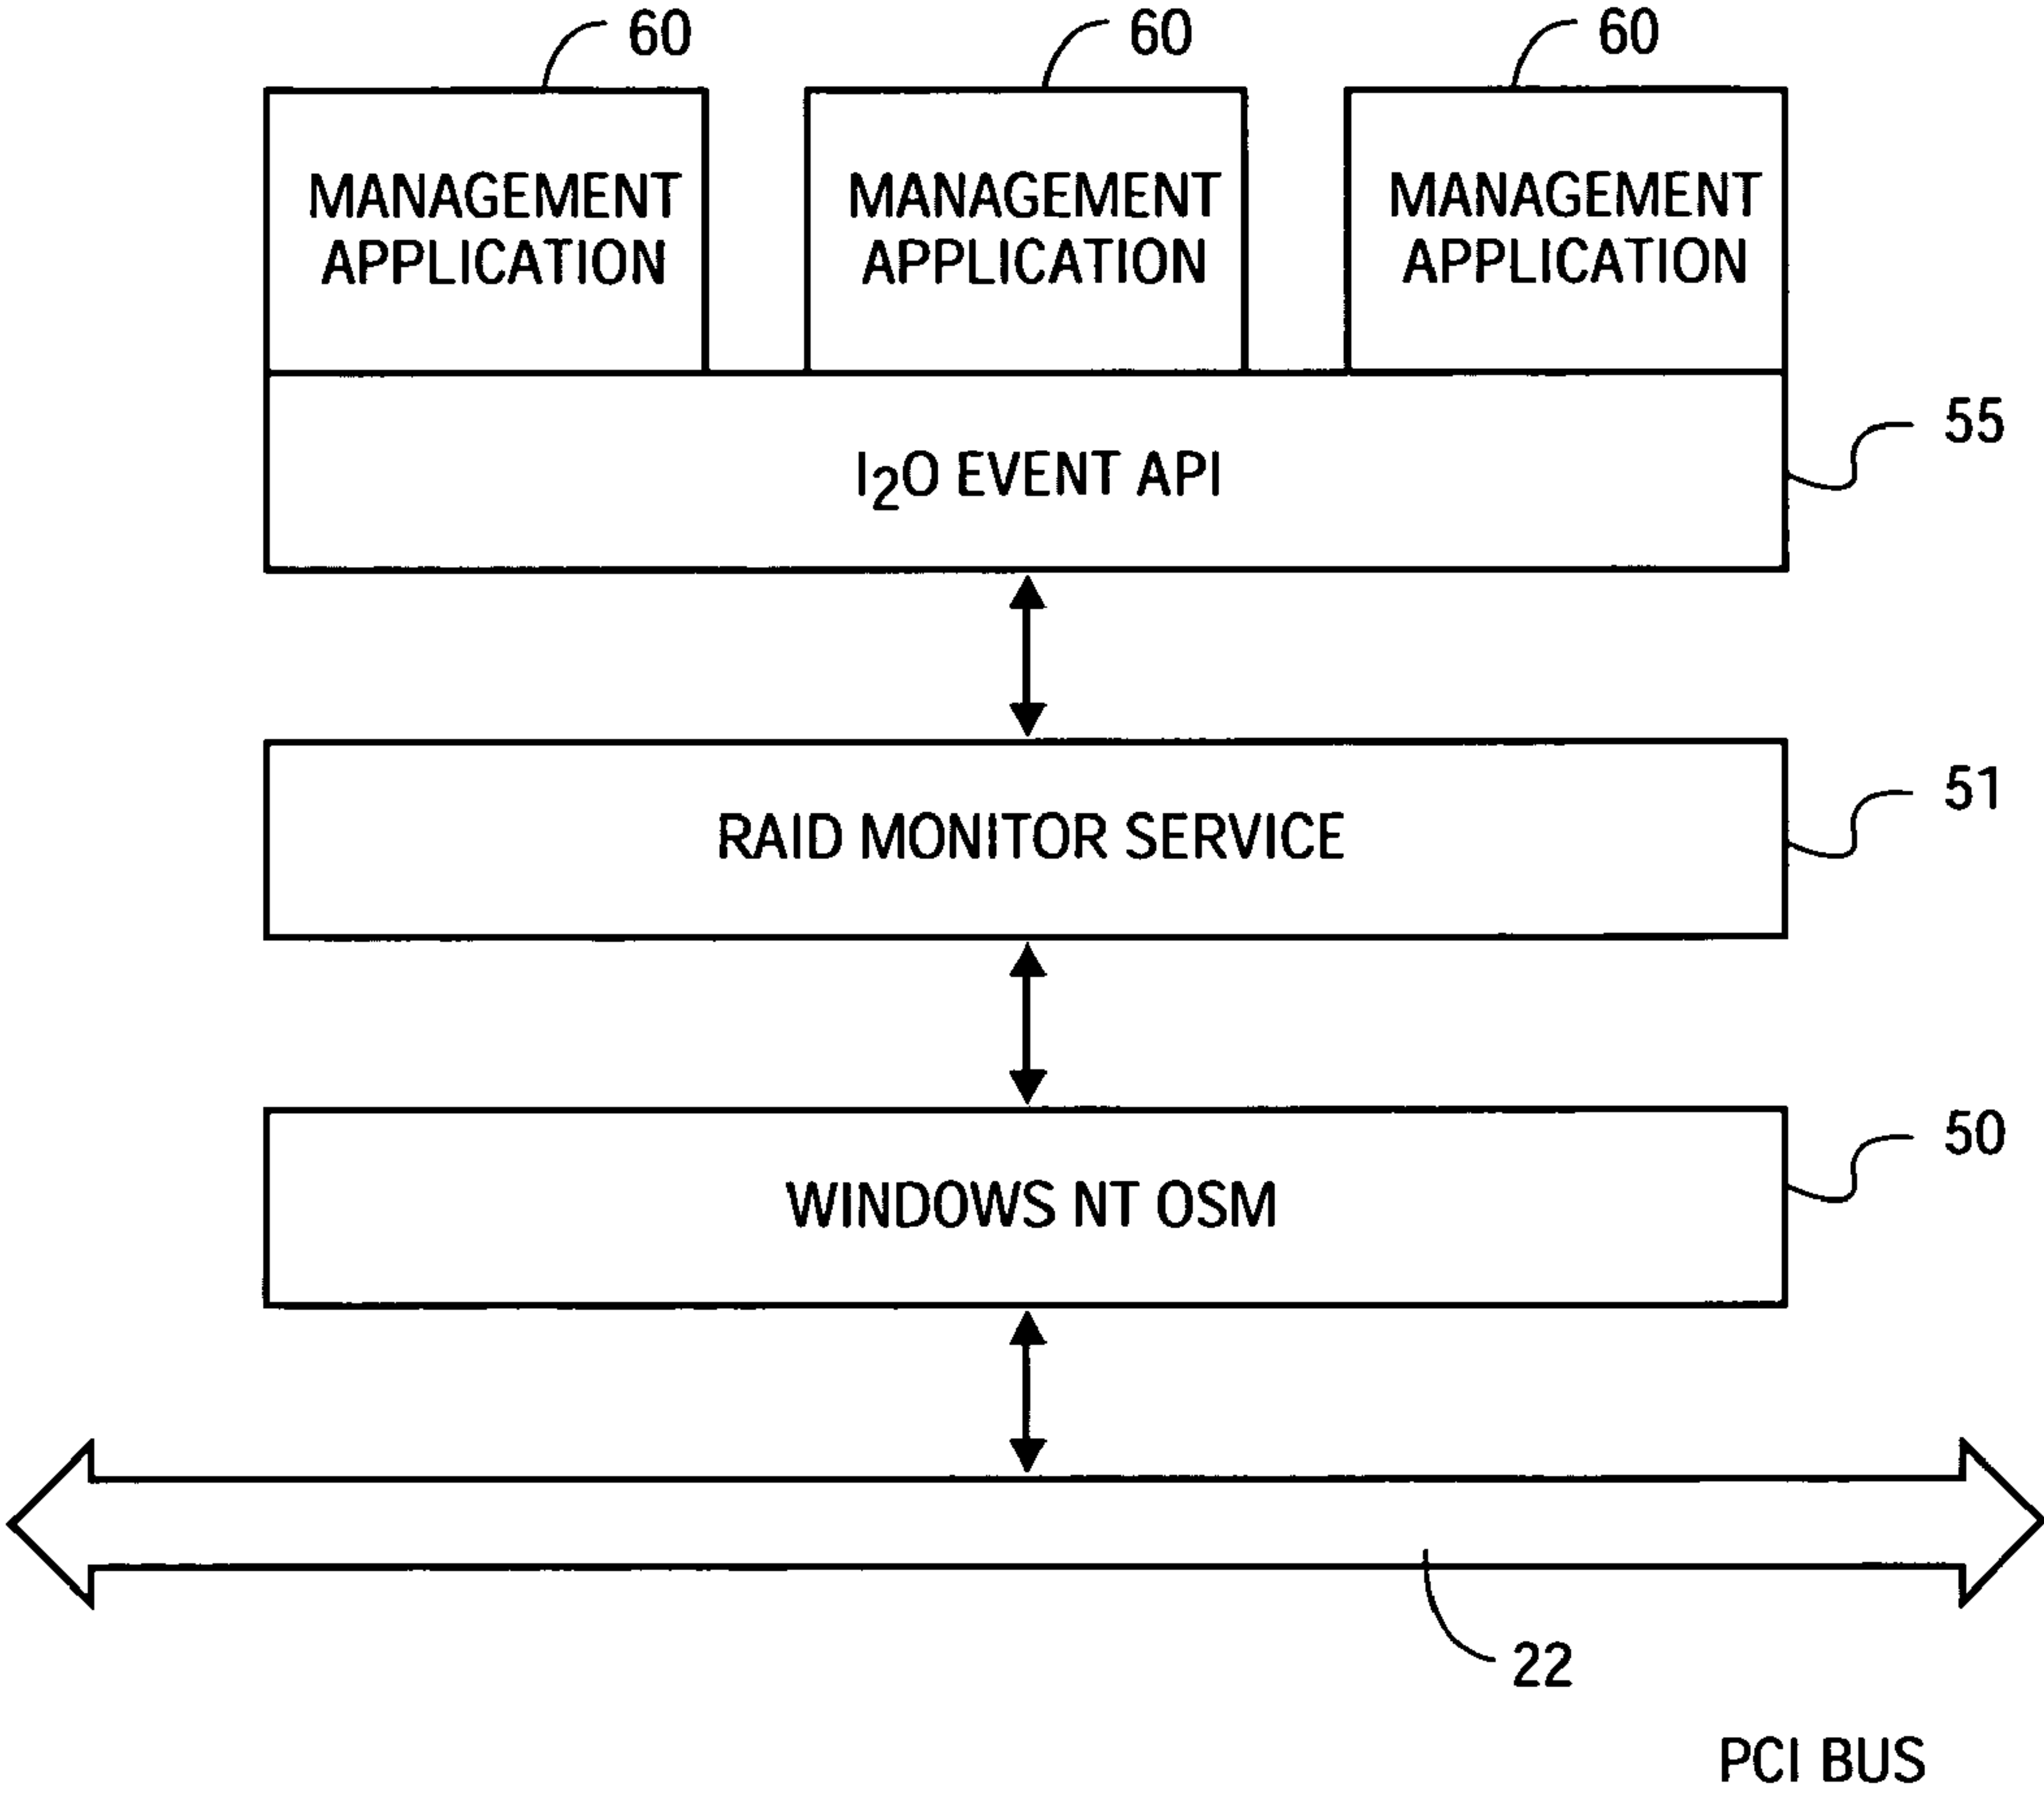 60 60 60
MANAGEMENT
APPLICATION
MANAGEMENT
APPLICATION
MANAGEMENT
APPLICATION
I₂O EVENT API
55
RAID MONITOR SERVICE
51
WINDOWS NT OSM
50
22
PCI BUS